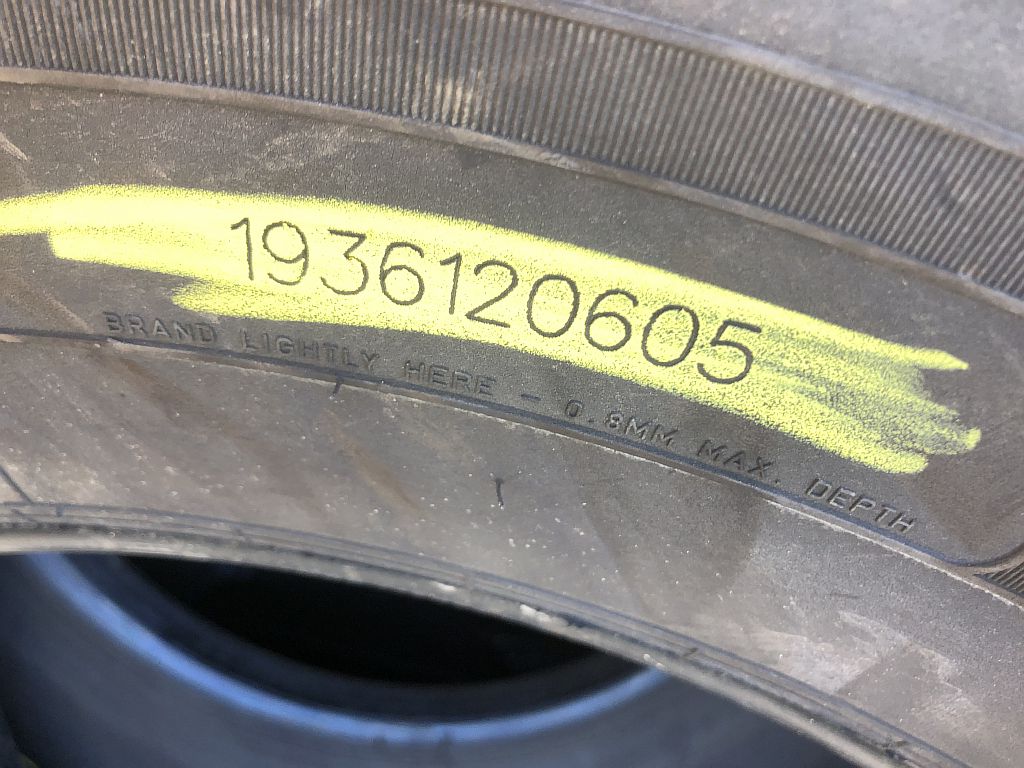 1936120605
BRAND LIGHTLY HERE - 0.8MM MAX. DEPTH